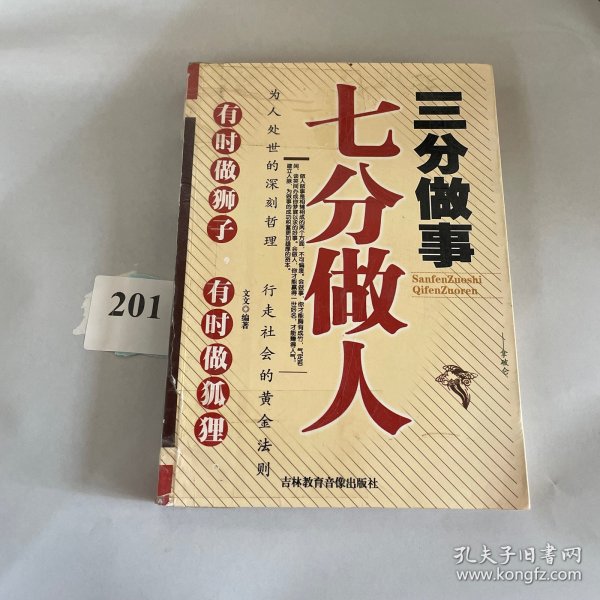 三分做事
SanfenZuoshi
QifenZuoren
七分做人
为人处世的深刻哲理
行走社会的黄金法则
有时做狮子
有时做狐狸
文文◎编著
吉林教育音像出版社
201
孔夫子旧书网
www.kongfz.com